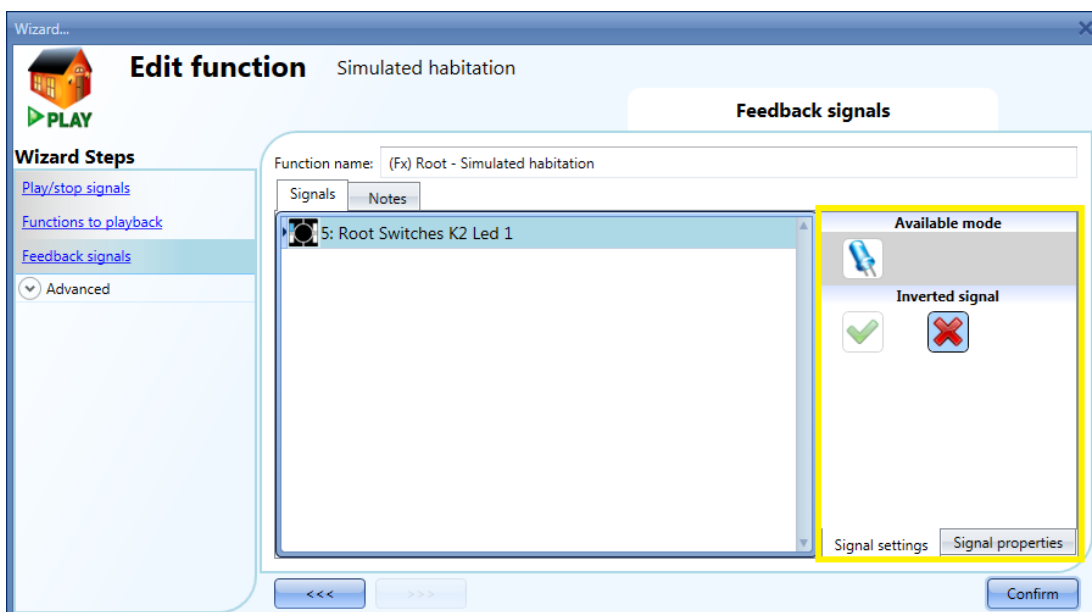 Wizard...
Edit function Simulated habitation
PLAY
Feedback signals
Wizard Steps
Play/stop signals
Functions to playback
Feedback signals
Advanced
Function name: (Fx) Root - Simulated habitation
Signals Notes
5: Root Switches K2 Led 1
Available mode
Inverted signal
Signal settings Signal properties
<<< >>> Confirm